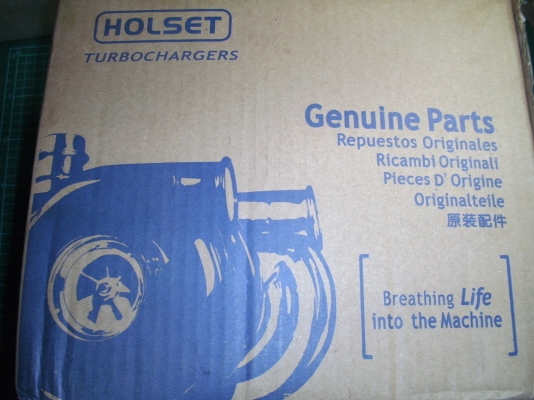 HOLSET
TURBOCHARGERS
Genuine Parts
Repuestos Originales
Ricambi Originali
Pieces D' Origine
Originalteile
原装配件
Breathing Life
into the Machine